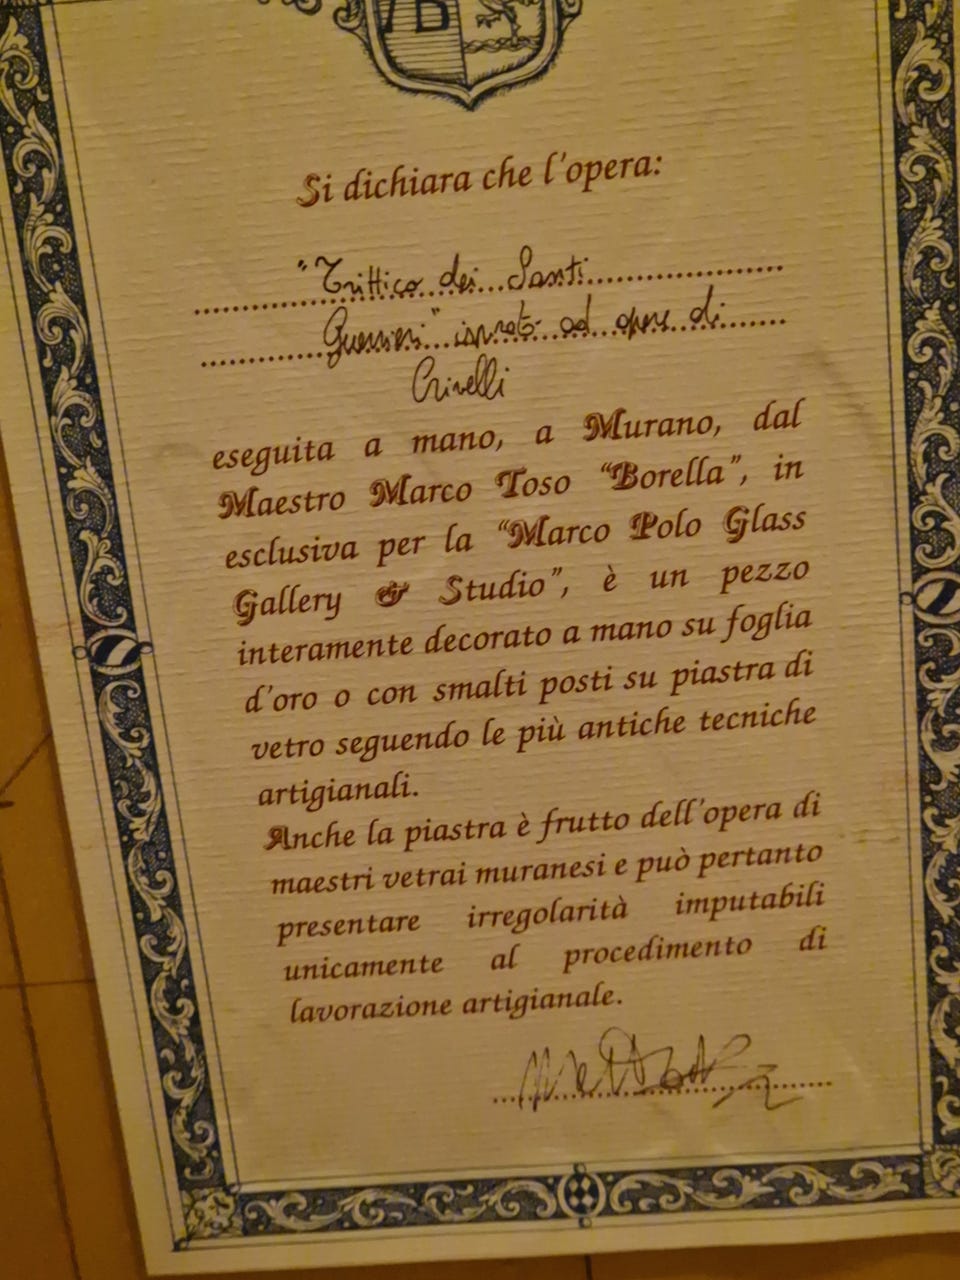 B
Si dichiara che l'opera:
"Trittico dei Santi
Guerrieri" ispirato ad opere di
Crivelli
eseguita a mano, a Murano, dal
Maestro Marco Toso "Borella", in
esclusiva per la "Marco Polo Glass
Gallery & Studio", è un pezzo
interamente decorato a mano su foglia
d'oro o con smalti posti su piastra di
vetro seguendo le più antiche tecniche
artigianali.
Anche la piastra è frutto dell'opera di
maestri vetrai muranesi e può pertanto
presentare irregolarità imputabili
unicamente al procedimento di
lavorazione artigianale.